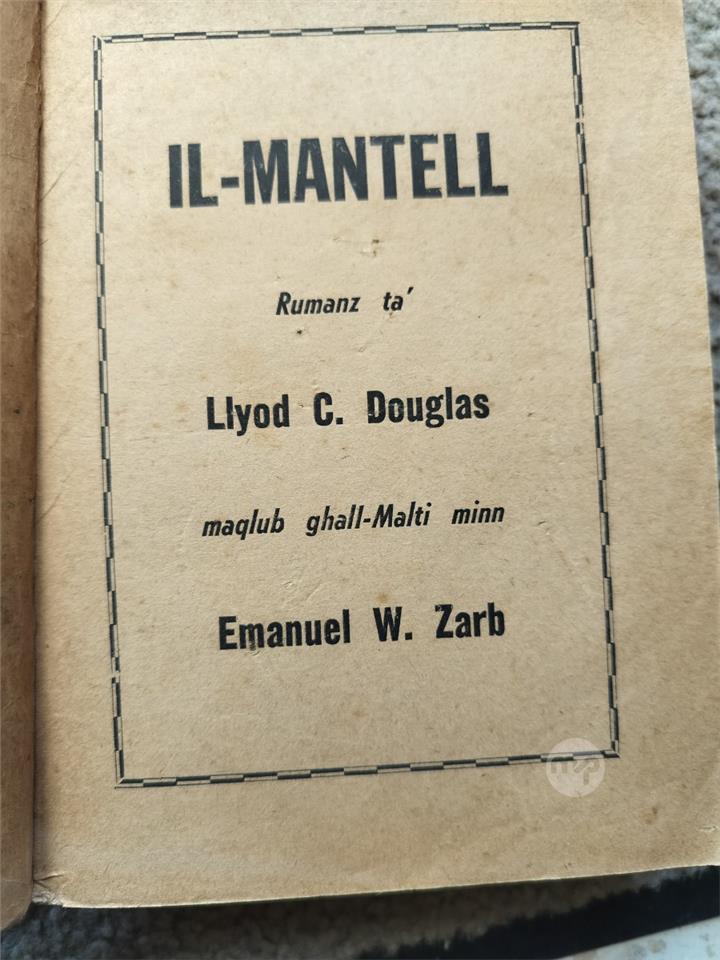 IL-MANTELL
Rumanz ta'
Llyod C. Douglas
maqlub ghall-Malti minn
Emanuel W. Zarb